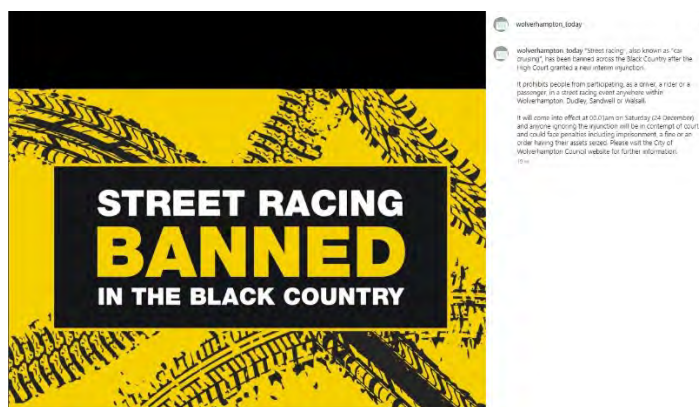 STREET RACING
BANNED
IN THE BLACK COUNTRY
wolverhampton_today
wolverhampton_today "Street racing", also known as "car
cruising", has been banned across the Black Country after the
High Court granted a new interim injunction.
It prohibits people from participating, as a driver, a rider or a
passenger, in a street racing event anywhere within
Wolverhampton, Dudley, Sandwell or Walsall.
It will come into effect at 00.01am on Saturday (24 December)
and anyone ignoring the injunction will be in contempt of court
and could face penalties including imprisonment, a fine or an
order having their assets seized. Please visit the City of
Wolverhampton Council website for further information.